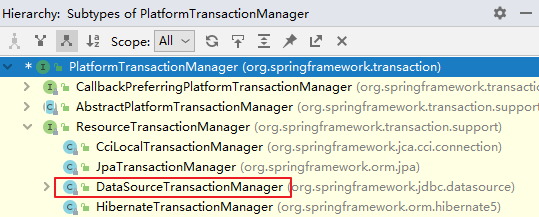 Hierarchy: Subtypes of PlatformTransactionManager
Scope: All
* I PlatformTransactionManager (org.springframework.transaction)
I CallbackPreferringPlatformTransactionManager (org.springframework.transaction.support
C AbstractPlatformTransactionManager (org.springframework.transaction.support
I ResourceTransactionManager (org.springframework.transaction.support)
C CciLocalTransactionManager (org.springframework.jca.cci.connection)
C JpaTransactionManager (org.springframework.orm.jpa)
C DataSourceTransactionManager (org.springframework.jdbc.datasource)
C HibernateTransactionManager (org.springframework.orm.hibernate5)